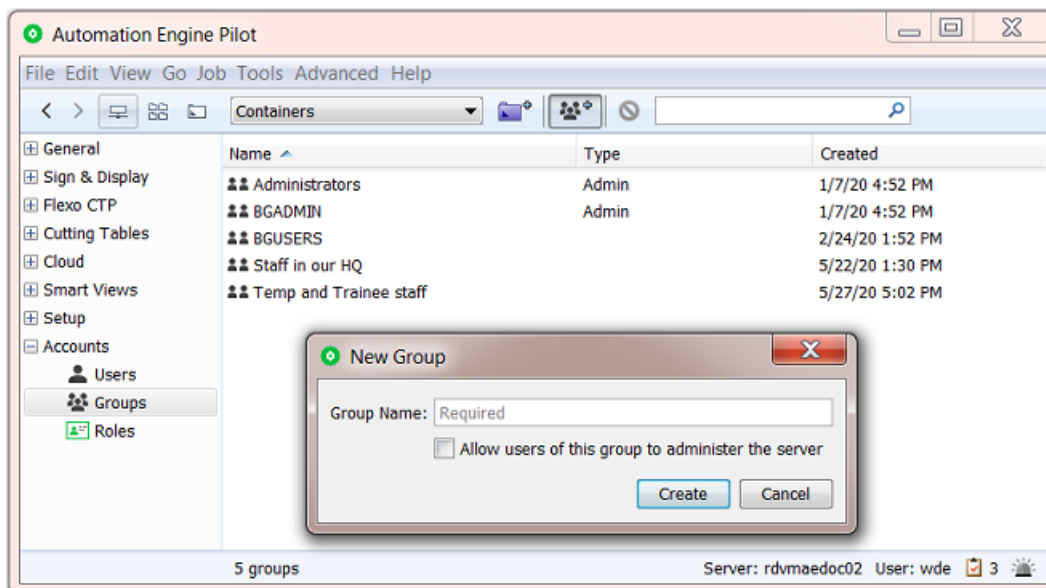 Automation Engine Pilot
File Edit View Go Job Tools Advanced Help
Containers
General
Sign & Display
Flexo CTP
Cutting Tables
Cloud
Smart Views
Setup
Accounts
Users
Groups
Roles
Name Type Created
Administrators Admin 1/7/20 4:52 PM
BGADMIN Admin 1/7/20 4:52 PM
BGUSERS 2/24/20 1:52 PM
Staff in our HQ 5/22/20 1:30 PM
Temp and Trainee staff 5/27/20 5:02 PM
New Group
Group Name: Required
Allow users of this group to administer the server
Create Cancel
5 groups Server: rdvmaedoc02 User: wde 3